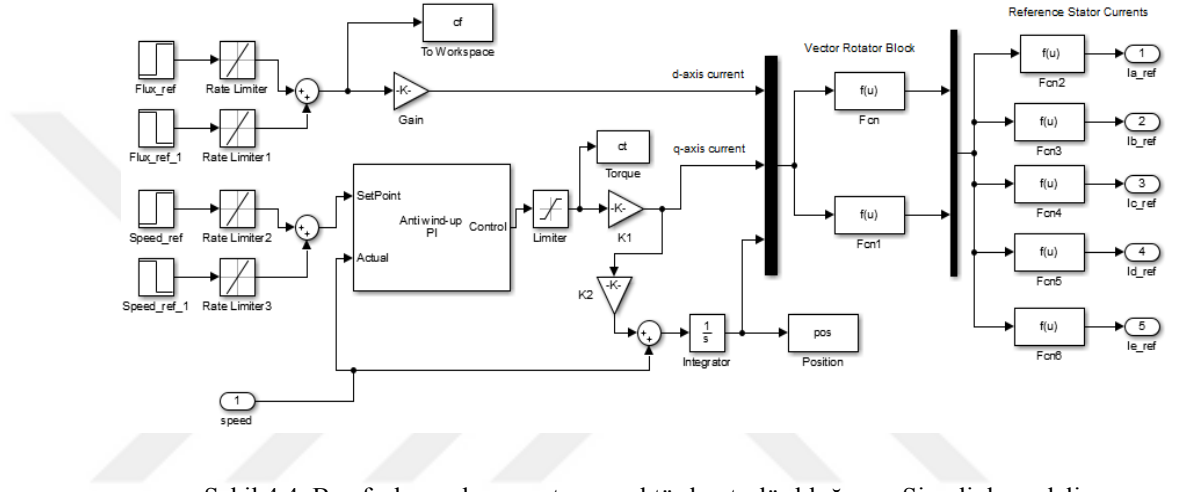 Reference Stator Currents
cf
To Workspace
Vector Rotator Block
Flux_ref
Rate Limiter
+
+
-K-
Gain
d-axis current
f(u)
Fcn
f(u)
Fcn2
1
Ia_ref
Flux_ref_1
Rate Limiter1
ct
Torque
q-axis current
f(u)
Fcn3
2
Ib_ref
Speed_ref
Rate Limiter2
+
+
SetPoint
Anti wind-up
PI
Control
Actual
Limiter
-K-
K1
f(u)
Fcn1
f(u)
Fcn4
3
Ic_ref
Speed_ref_1
Rate Limiter3
-K-
K2
f(u)
Fcn5
4
Id_ref
+
+
1
s
Integrator
pos
Position
f(u)
Fcn6
5
Ie_ref
1
speed